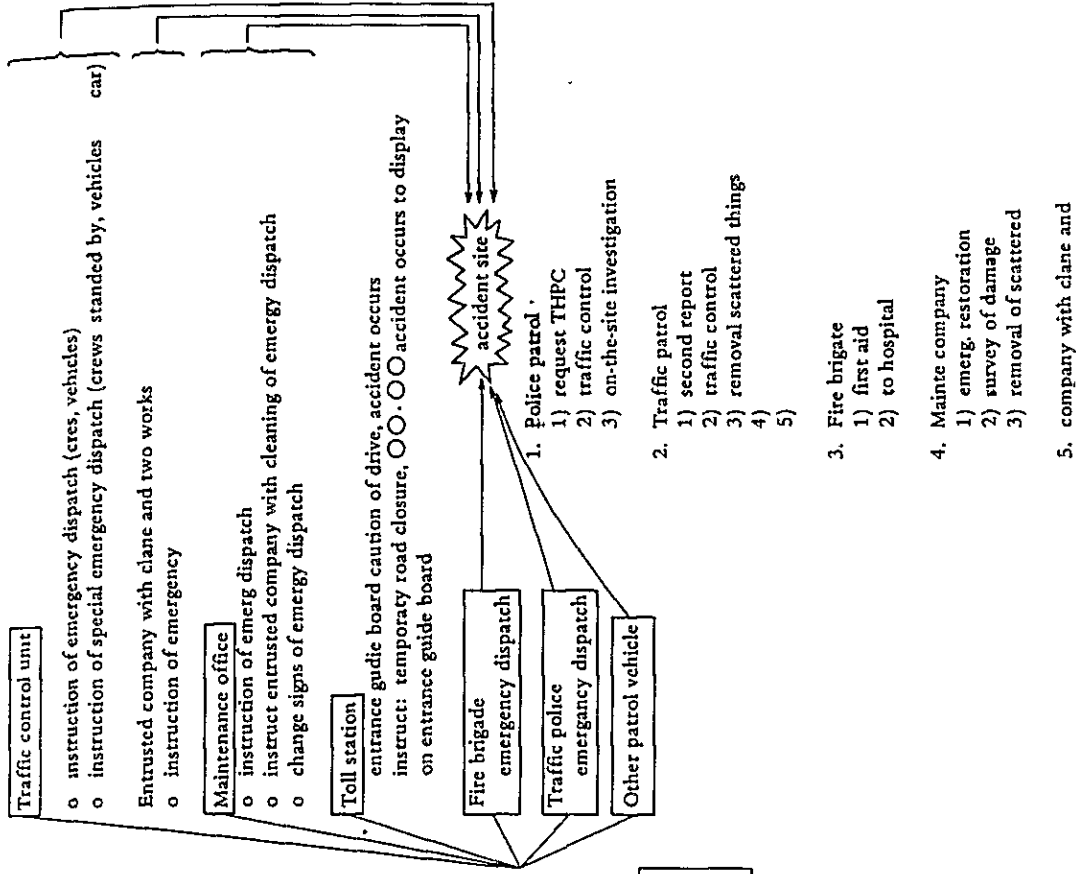 Traffic control unit
o instruction of emergency dispatch (cres, vehicles)
o instruction of special emergency dispatch (crews standed by, vehicles car)
Entrusted company with clane and two works
o instruction of emergency
Maintenance office
o instruction of emerg dispatch
o instruct entrusted company with cleaning of emergy dispatch
o change signs of emergy dispatch
Toll station
entrance gudie board caution of drive, accident occurs
instruct: temporaty road closure, ○○.○○ accident occurs to display
on entrance guide board
Fire brigade
emergency dispatch
Traffic police
emergancy dispatch
Other patrol vehicle
accident site
1. Police patrol
1) request THPC
2) traffic control
3) on-the-site investigation
2. Traffic patrol
1) second report
2) traffic control
3) removal scattered things
4)
5)
3. Fire brigate
1) first aid
2) to hospital
4. Mainte company
1) emerg. restoration
2) survey of damage
3) removal of scattered
5. company with clane and